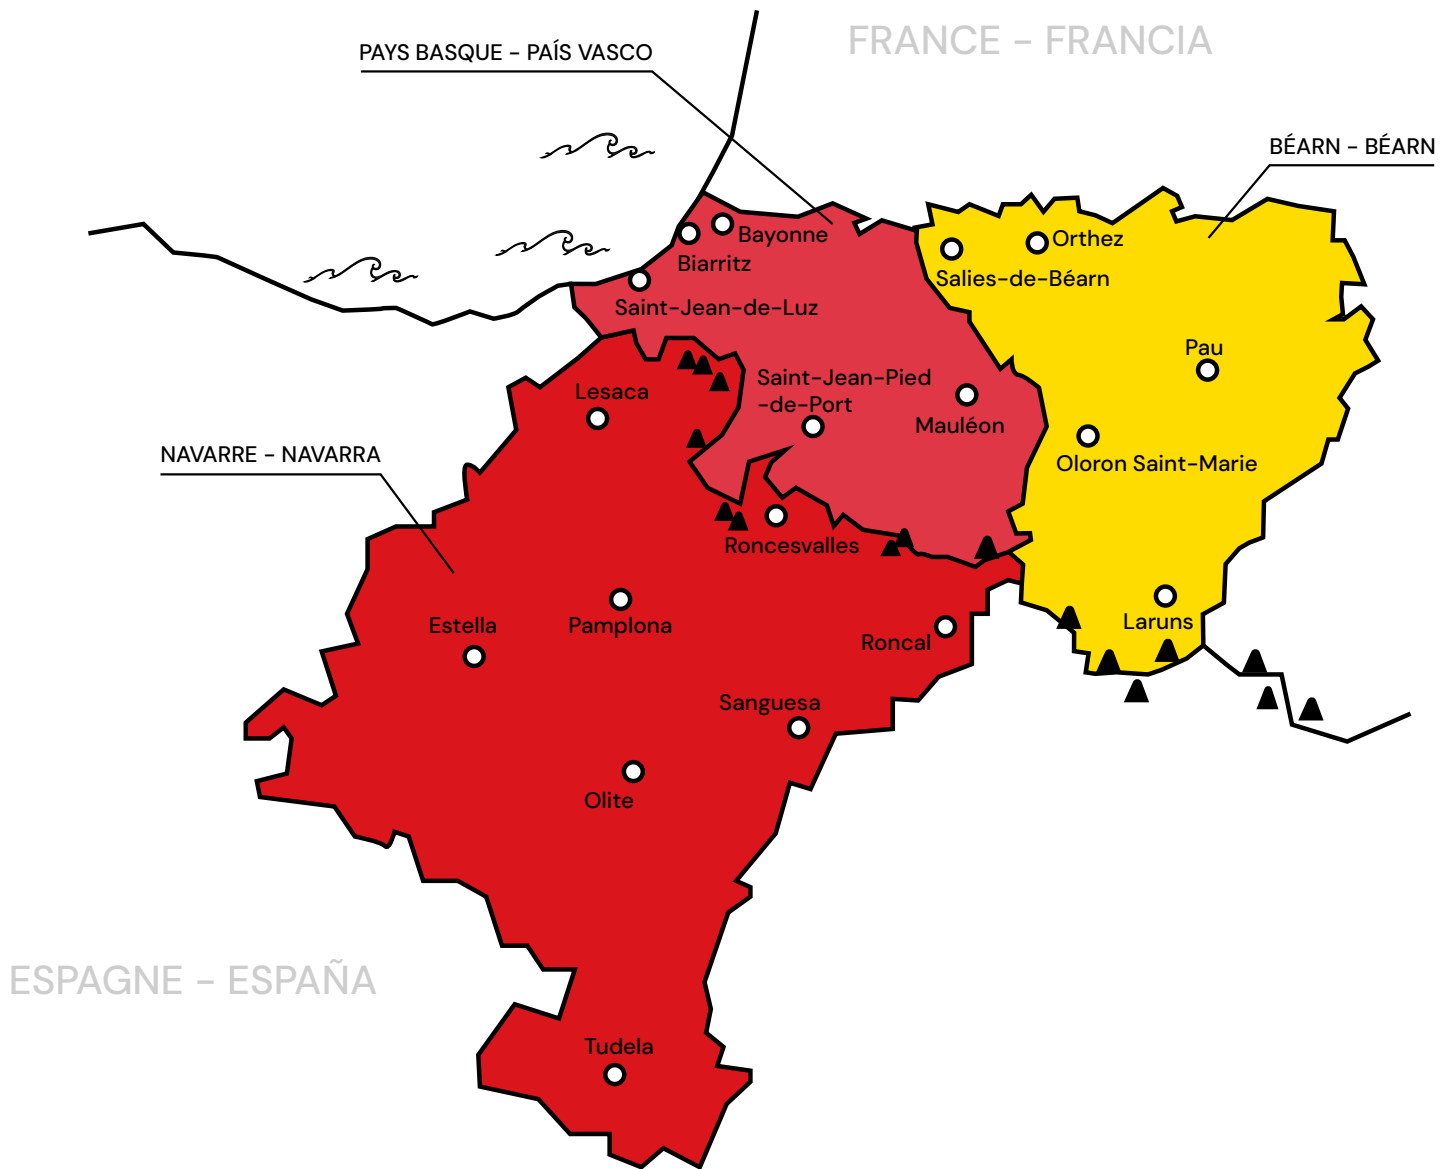 FRANCE - FRANCIA
PAYS BASQUE - PAÍS VASCO
BÉARN - BÉARN
Bayonne
Orthez
Biarritz
Salies-de-Béarn
Saint-Jean-de-Luz
Pau
Saint-Jean-Pied
-de-Port
Lesaca
Mauléon
NAVARRE - NAVARRA
Oloron Saint-Marie
Roncesvalles
Estella
Pamplona
Laruns
Roncal
Sanguesa
Olite
ESPAGNE - ESPAÑA
Tudela